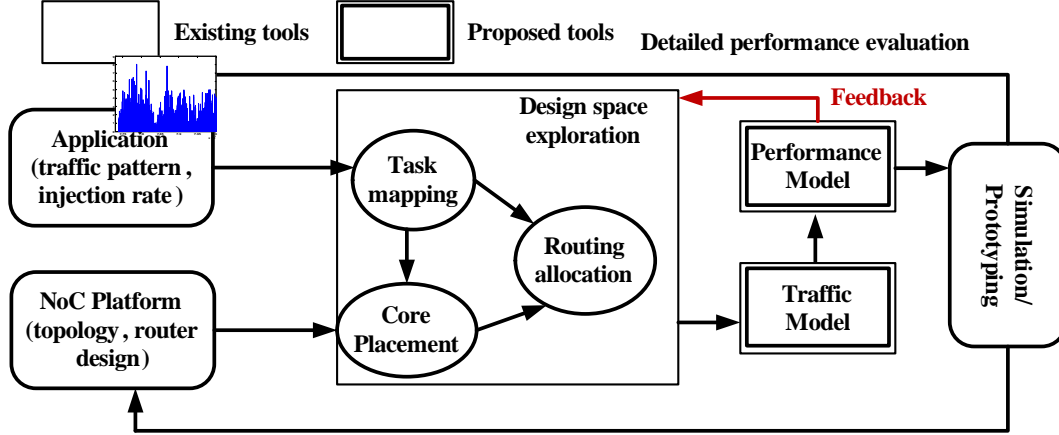 Existing tools
Proposed tools
Detailed performance evaluation
Application
(traffic pattern ,
injection rate )
Design space
exploration
Feedback
Task
mapping
Performance
Model
Routing
allocation
Simulation/
Prototyping
NoC Platform
(topology , router
design)
Core
Placement
Traffic
Model